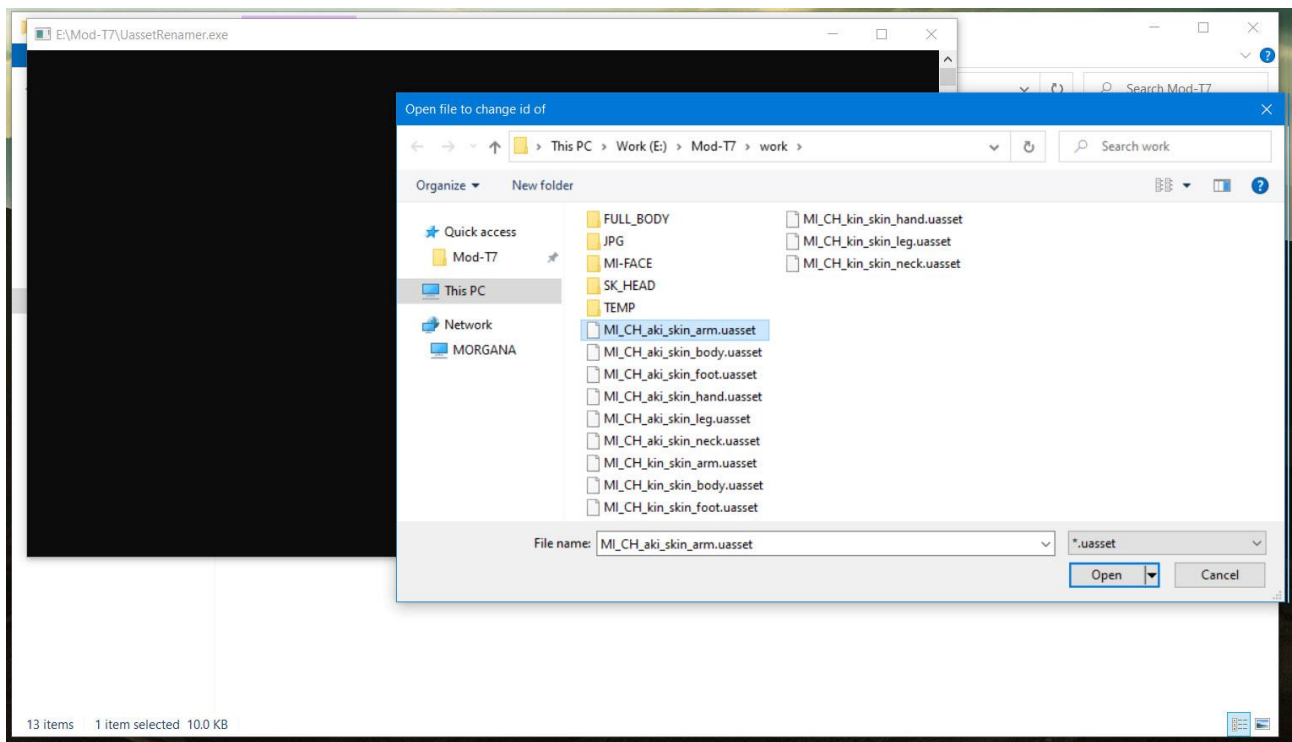 E:\Mod-T7\UassetRenamer.exe
Search Mod-T7
Open file to change id of
This PC > Work (E:) > Mod-T7 > work >
Search work
Organize
New folder
Quick access
Mod-T7
This PC
Network
MORGANA
FULL_BODY
JPG
MI-FACE
SK_HEAD
TEMP
MI_CH_aki_skin_arm.uasset
MI_CH_aki_skin_body.uasset
MI_CH_aki_skin_foot.uasset
MI_CH_aki_skin_hand.uasset
MI_CH_aki_skin_leg.uasset
MI_CH_aki_skin_neck.uasset
MI_CH_kin_skin_arm.uasset
MI_CH_kin_skin_body.uasset
MI_CH_kin_skin_foot.uasset
MI_CH_kin_skin_hand.uasset
MI_CH_kin_skin_leg.uasset
MI_CH_kin_skin_neck.uasset
File name: MI_CH_aki_skin_arm.uasset
*.uasset
Open
Cancel
13 items 1 item selected 10.0 KB